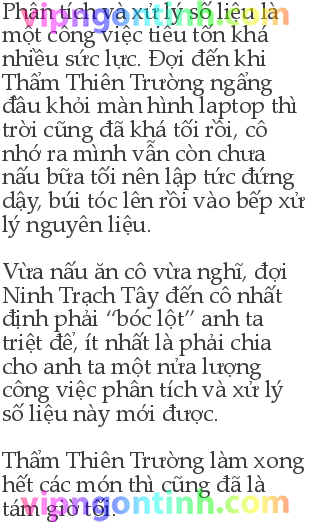 Phân tích và xử lý số liệu là
một công việc tiêu tốn khá
nhiều sức lực. Đợi đến khi
Thẩm Thiên Trường ngẩng
đầu khỏi màn hình laptop thì
trời cũng đã khá tối rồi, cô
nhớ ra mình vẫn còn chưa
nấu bữa tối nên lập tức đứng
dậy, búi tóc lên rồi vào bếp xử
lý nguyên liệu.
Vừa nấu ăn cô vừa nghĩ, đợi
Ninh Trạch Tây đến cô nhất
định phải “bóc lột” anh ta
triệt để, ít nhất là phải chia
cho anh ta một nửa lượng
công việc phân tích và xử lý
số liệu này mới được.
Thẩm Thiên Trường làm xong
hết các món thì cũng đã là
tám giờ tối.
vipngontinh.com
vipngontinh.com